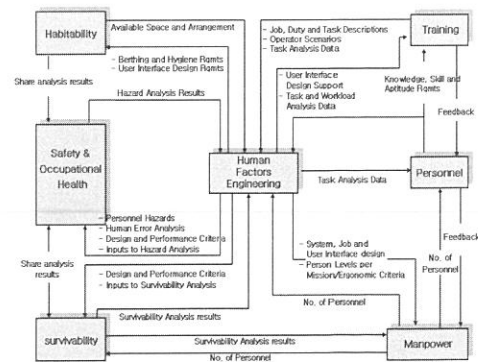 Habitability
Available Space and Arrangement
- Berthing and Hygiene Rqmts
- User Interface Design Rqmts
Training
- Job, Duty and Task Descriptions
- Operator Scenarios
- Task Analysis Data
Share analysis results
Hazard Analysis Results
- User Interface
Design Support
- Task and Workload
Analysis Data
Knowledge, Skill and
Aptitude Rqmts
Feedback
Safety &
Occupational
Health
Human
Factors
Engineering
Personnel
Task Analysis Data
- Personnel Hazards
- Human Error Analysis
- Design and Performance Criteria
- Inputs to Hazard Analysis
- System, Job and
User Interface design
- Person Levels per
Mission/Ergonomic Criteria
Feedback
Share analysis
results
- Design and Performance Criteria
- Inputs to Survivability Analysis
No. of
Personnel
No. of Personnel
Survivability Analysis results
survivability
Survivability Analysis results
No. of Personnel
Manpower